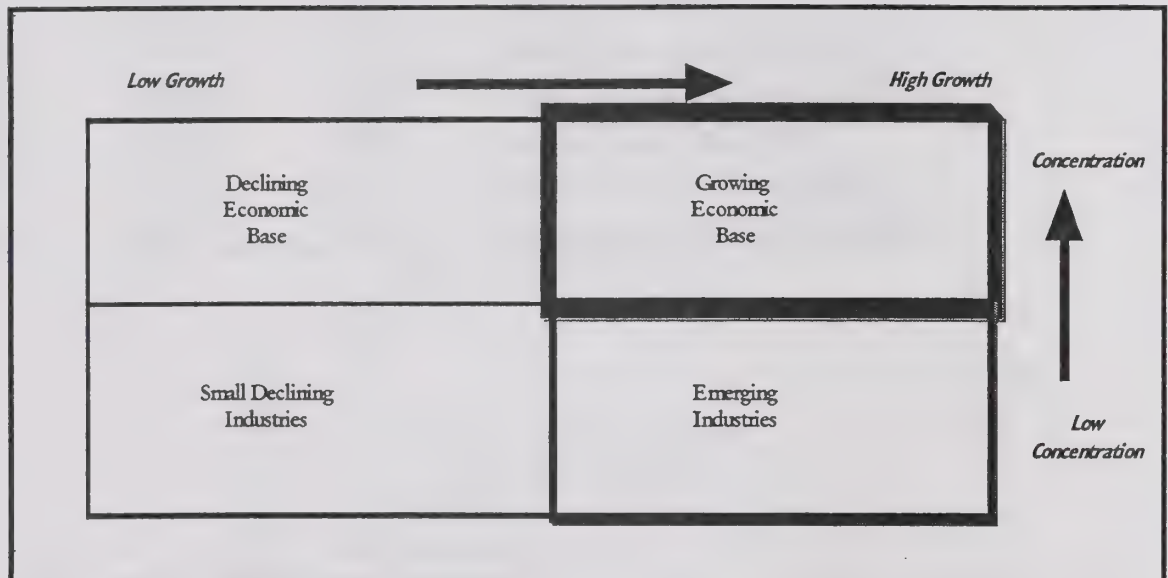 Low Growth
High Growth
Declining
Economic
Base
Growing
Economic
Base
Concentration
Small Declining
Industries
Emerging
Industries
Low
Concentration